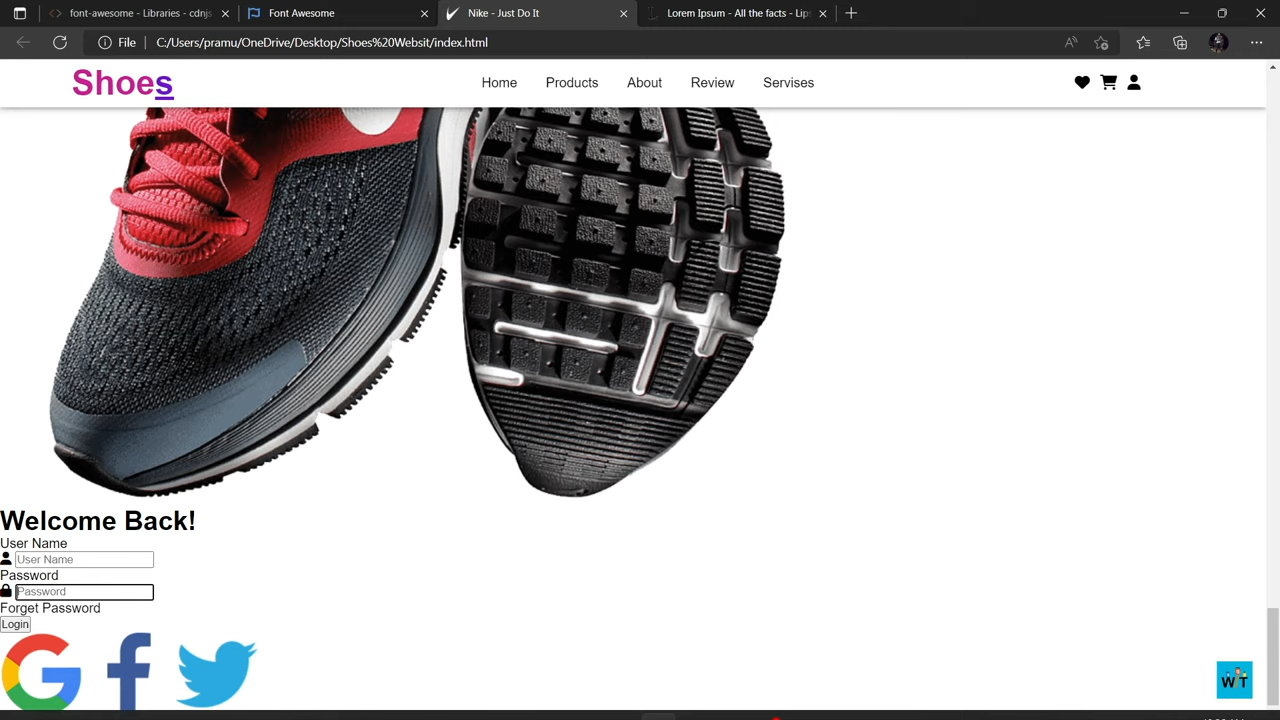 font-awesome - Libraries - cdnjs
Font Awesome
Nike - Just Do It
Lorem Ipsum - All the facts - Lips
File
C:/Users/pramu/OneDrive/Desktop/Shoes%20Websit/index.html
Shoes
Home
Products
About
Review
Servises
Welcome Back!
User Name
User Name
Password
Password
Forget Password
Login
WT